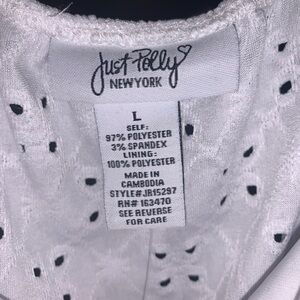 Just Polly
NEW YORK
L
SELF:
97% POLYESTER
3% SPANDEX
LINING:
100% POLYESTER
MADE IN
CAMBODIA
STYLE#JB15297
RN# 163470
SEE REVERSE
FOR CARE